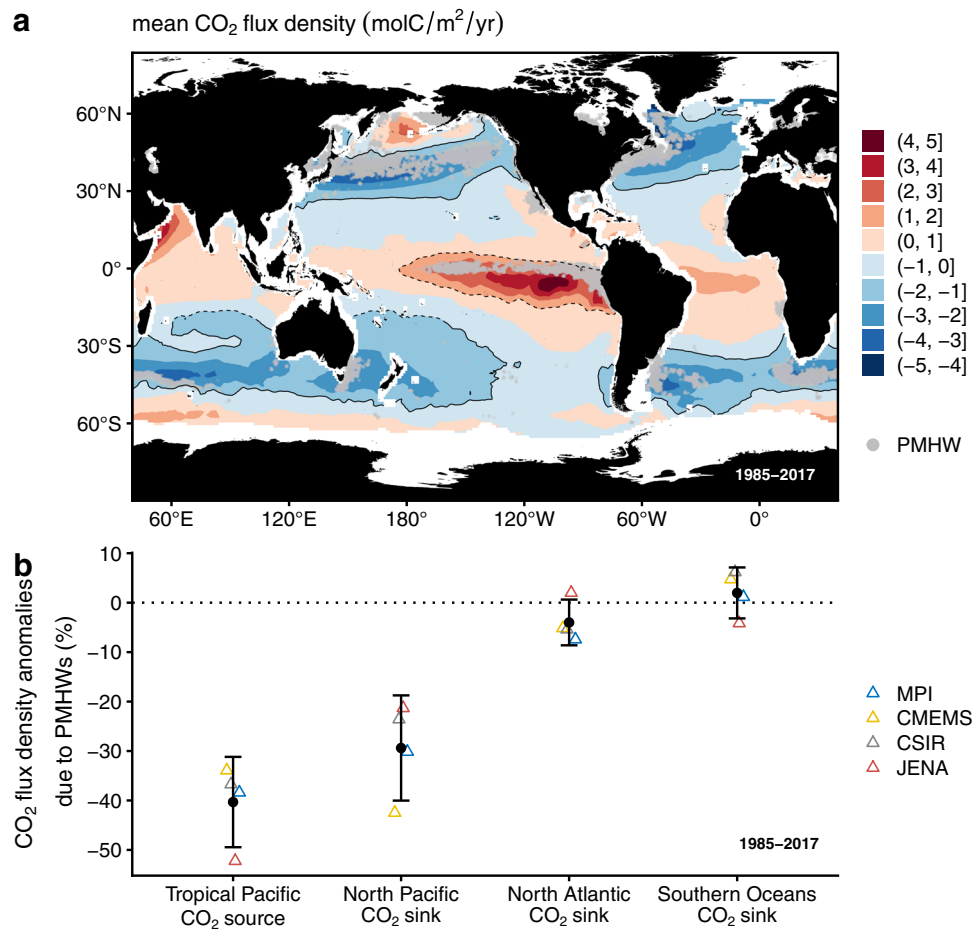 a
mean CO₂ flux density (molC/m²/yr)
60°N
30°N
0°
30°S
60°S
60°E
120°E
180°
120°W
60°W
0°
1985–2017
(4, 5]
(3, 4]
(2, 3]
(1, 2]
(0, 1]
(−1, 0]
(−2, −1]
(−3, −2]
(−4, −3]
(−5, −4]
PMHW
b
CO₂ flux density anomalies
due to PMHWs (%)
10
0
−10
−20
−30
−40
−50
1985–2017
Tropical Pacific
CO₂ source
North Pacific
CO₂ sink
North Atlantic
CO₂ sink
Southern Oceans
CO₂ sink
MPI
CMEMS
CSIR
JENA